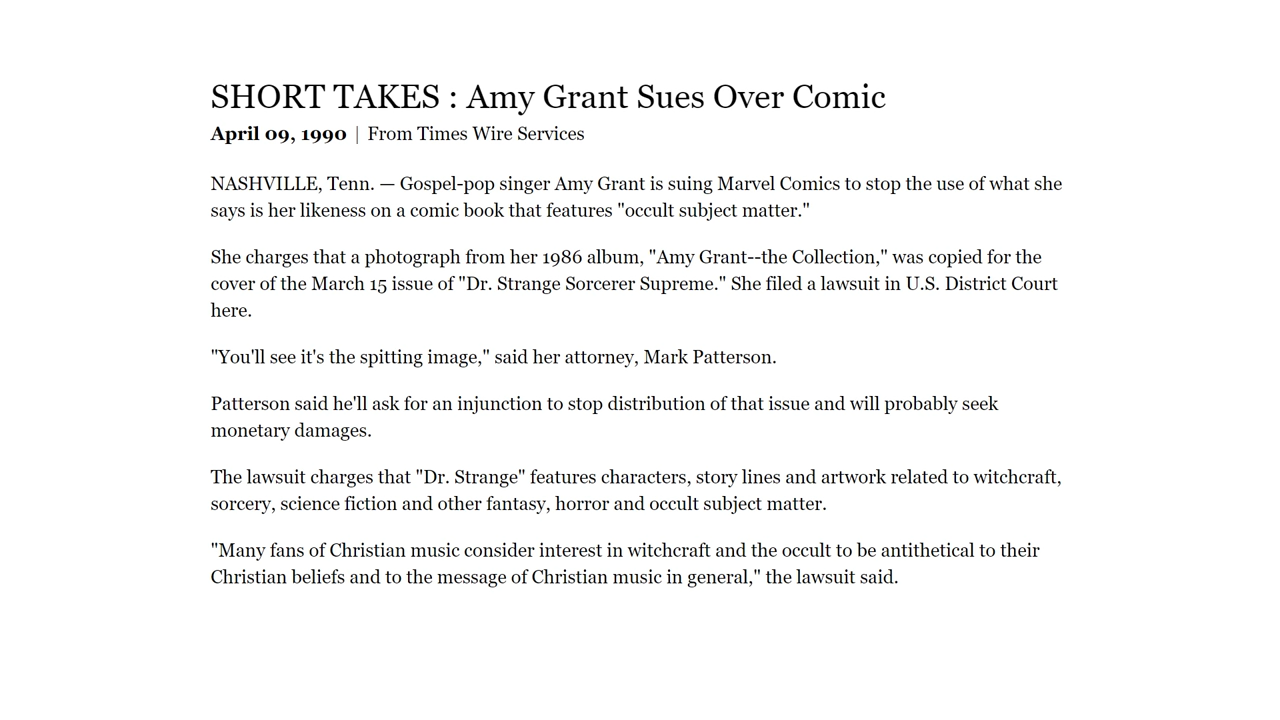 SHORT TAKES : Amy Grant Sues Over Comic
April 09, 1990 | From Times Wire Services
NASHVILLE, Tenn. — Gospel-pop singer Amy Grant is suing Marvel Comics to stop the use of what she
says is her likeness on a comic book that features "occult subject matter."
She charges that a photograph from her 1986 album, "Amy Grant--the Collection," was copied for the
cover of the March 15 issue of "Dr. Strange Sorcerer Supreme." She filed a lawsuit in U.S. District Court
here.
"You'll see it's the spitting image," said her attorney, Mark Patterson.
Patterson said he'll ask for an injunction to stop distribution of that issue and will probably seek
monetary damages.
The lawsuit charges that "Dr. Strange" features characters, story lines and artwork related to witchcraft,
sorcery, science fiction and other fantasy, horror and occult subject matter.
"Many fans of Christian music consider interest in witchcraft and the occult to be antithetical to their
Christian beliefs and to the message of Christian music in general," the lawsuit said.